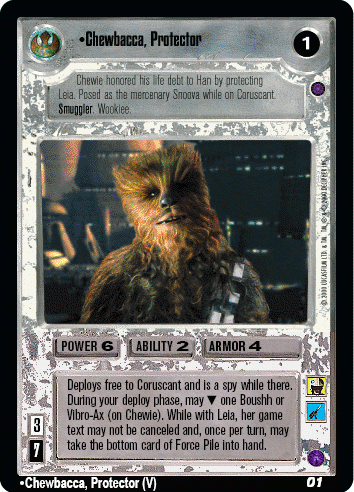 •Chewbacca, Protector
1
Chewie honored his life debt to Han by protecting
Leia. Posed as the mercenary Snoova while on Coruscant.
Smuggler. Wookiee.
POWER 6
ABILITY 2
ARMOR 4
Deploys free to Coruscant and is a spy while there.
During your deploy phase, may ▼ one Boushh or
Vibro-Ax (on Chewie). While with Leia, her game
text may not be canceled and, once per turn, may
take the bottom card of Force Pile into hand.
3
7
•Chewbacca, Protector (V)
01